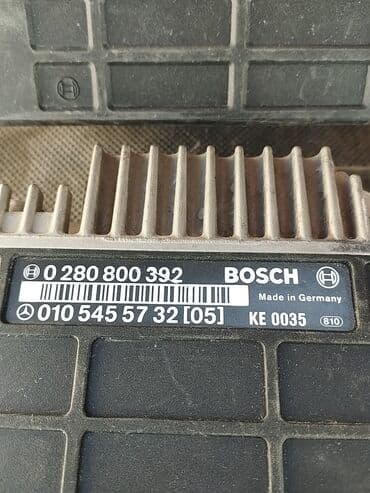 0 280 800 392 BOSCH
Made in Germany
010 545 57 32 [05] KE 0035 810